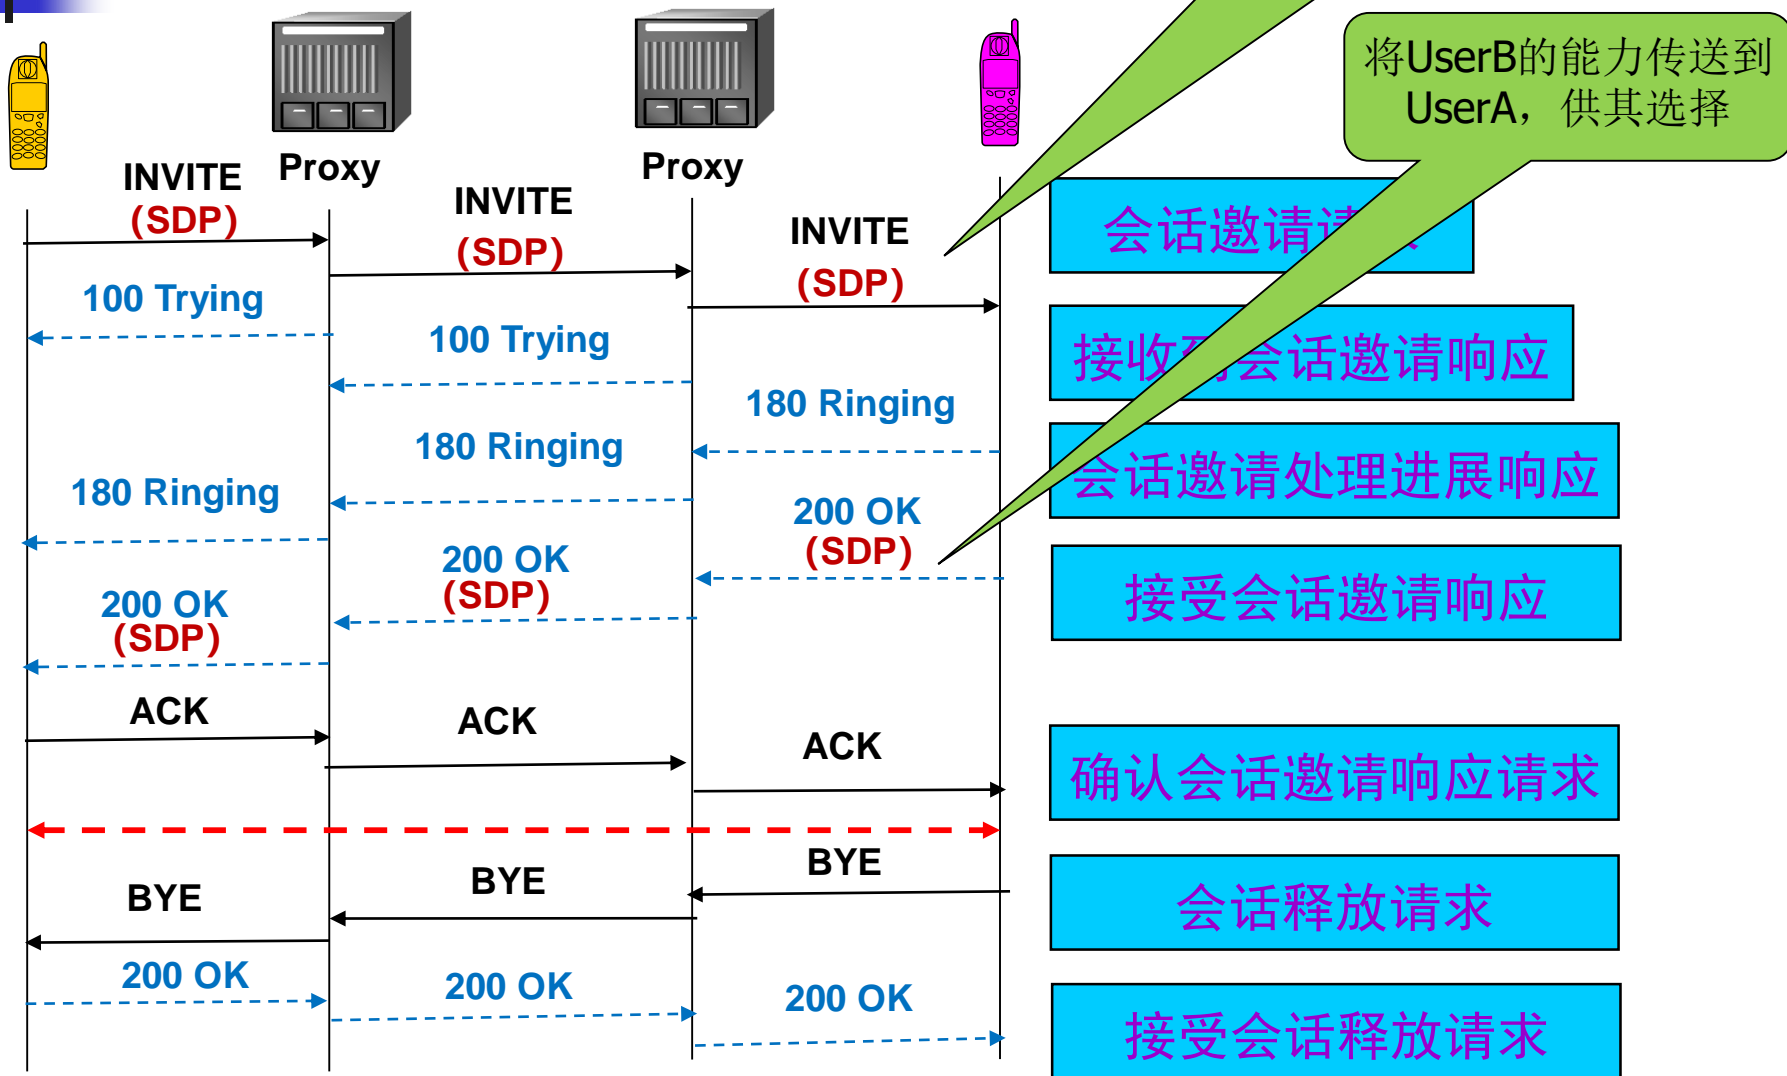 将UserB的能力传送到
UserA，供其选择
Proxy
Proxy
INVITE
(SDP)
INVITE
(SDP)
INVITE
(SDP)
会话邀请
100 Trying
100 Trying
接收 会话邀请响应
180 Ringing
180 Ringing
180 Ringing
会话邀请处理进展响应
200 OK
(SDP)
200 OK
(SDP)
200 OK
(SDP)
接受会话邀请响应
ACK
ACK
ACK
确认会话邀请响应请求
BYE
BYE
BYE
会话释放请求
200 OK
200 OK
200 OK
接受会话释放请求